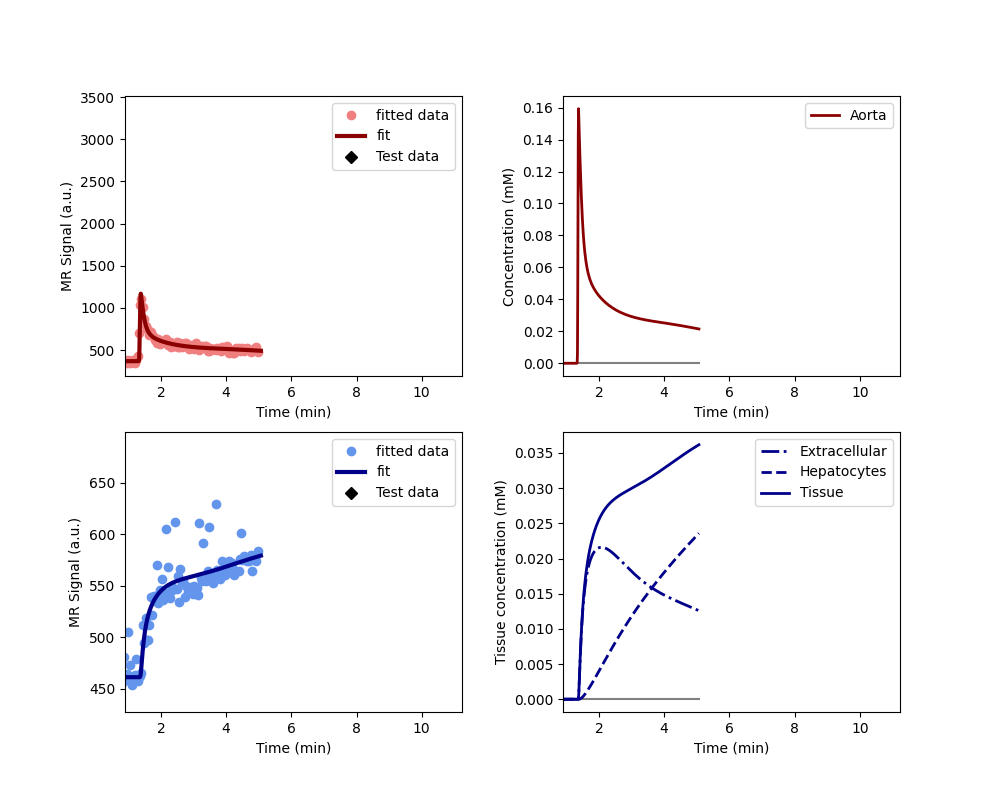 3500
3000
2500
2000
1500
1000
500
MR Signal (a.u.)
fitted data
fit
Test data
2 4 6 8 10
Time (min)
0.16
0.14
0.12
0.10
0.08
0.06
0.04
0.02
0.00
Concentration (mM)
Aorta
2 4 6 8 10
Time (min)
650
600
550
500
450
MR Signal (a.u.)
fitted data
fit
Test data
2 4 6 8 10
Time (min)
0.035
0.030
0.025
0.020
0.015
0.010
0.005
0.000
Tissue concentration (mM)
Extracellular
Hepatocytes
Tissue
2 4 6 8 10
Time (min)